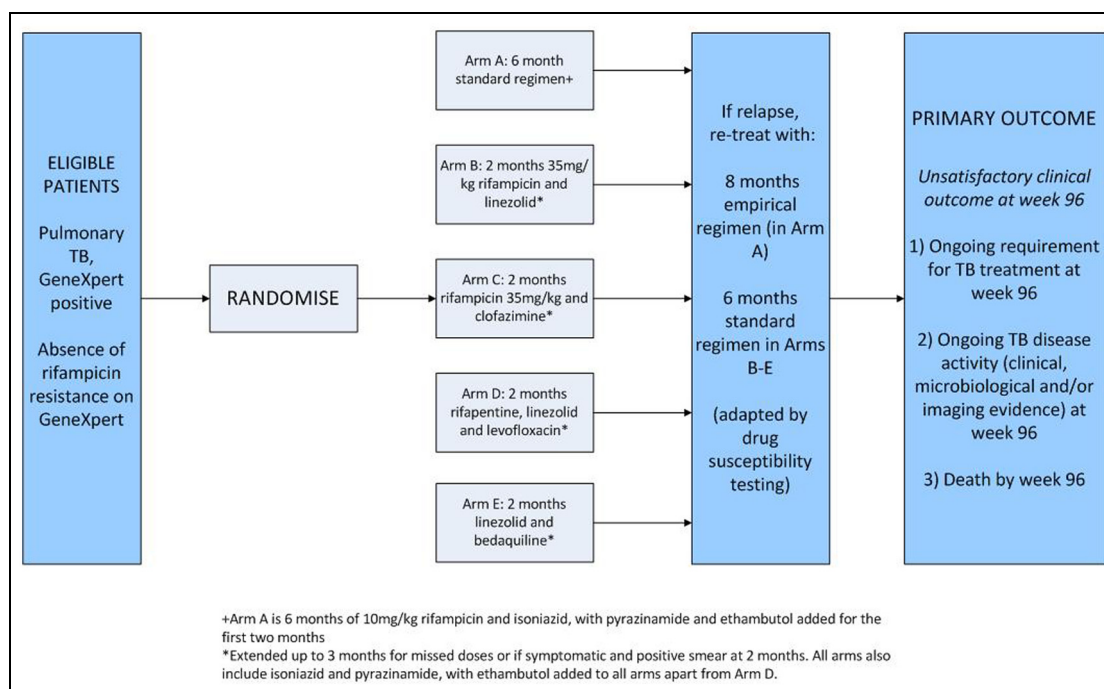 ELIGIBLE
PATIENTS
Pulmonary
TB,
GeneXpert
positive
Absence of
rifampicin
resistance on
GeneXpert
RANDOMISE
Arm A: 6 month
standard regimen+
Arm B: 2 months 35mg/
kg rifampicin and
linezolid*
Arm C: 2 months
rifampicin 35mg/kg and
clofazimine*
Arm D: 2 months
rifapentine, linezolid
and levofloxacin*
Arm E: 2 months
linezolid and
bedaquiline*
If relapse,
re-treat with:
8 months
empirical
regimen (in Arm
A)
6 months
standard
regimen in Arms
B-E
(adapted by
drug
susceptibility
testing)
PRIMARY OUTCOME
Unsatisfactory clinical
outcome at week 96
1) Ongoing requirement
for TB treatment at
week 96
2) Ongoing TB disease
activity (clinical,
microbiological and/or
imaging evidence) at
week 96
3) Death by week 96
+Arm A is 6 months of 10mg/kg rifampicin and isoniazid, with pyrazinamide and ethambutol added for the
first two months
*Extended up to 3 months for missed doses or if symptomatic and positive smear at 2 months. All arms also
include isoniazid and pyrazinamide, with ethambutol added to all arms apart from Arm D.